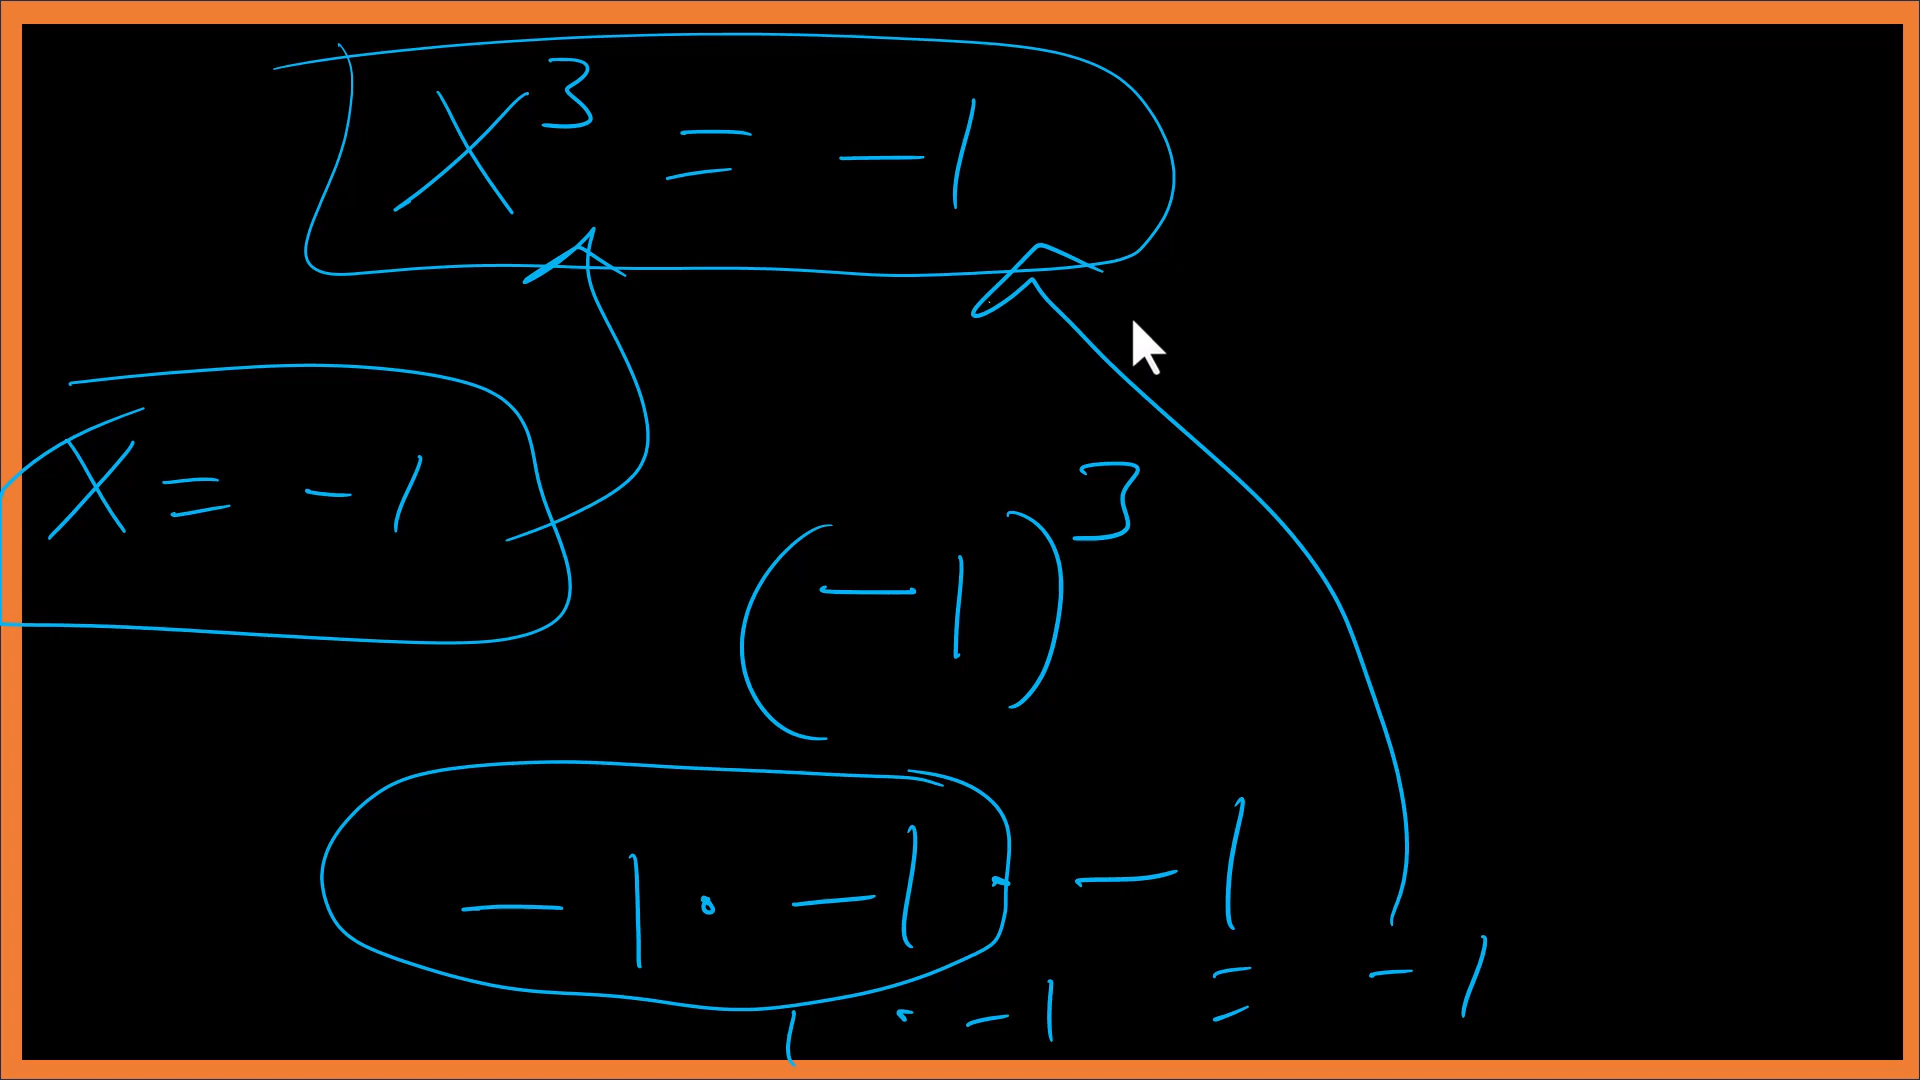 x³ = -1
x = -1
(-1)³
-1 · -1 · -1
1 · -1 = -1